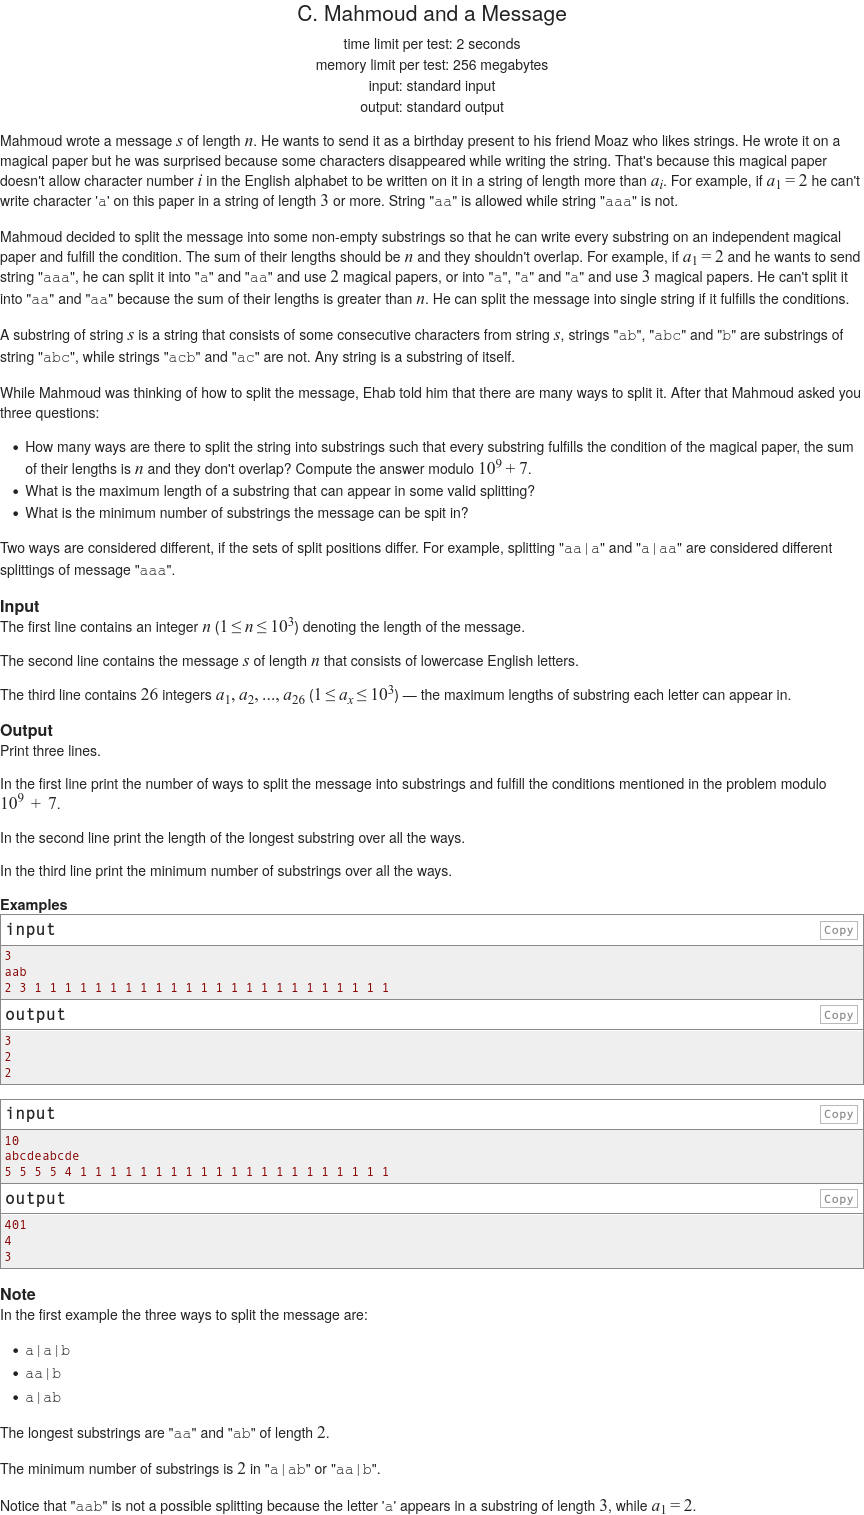 C. Mahmoud and a Message
time limit per test: 2 seconds
memory limit per test: 256 megabytes
input: standard input
output: standard output
Mahmoud wrote a message s of length n. He wants to send it as a birthday present to his friend Moaz who likes strings. He wrote it on a
magical paper but he was surprised because some characters disappeared while writing the string. That's because this magical paper
doesn't allow character number i in the English alphabet to be written on it in a string of length more than aᵢ. For example, if a₁ = 2 he can't
write character 'a' on this paper in a string of length 3 or more. String "aa" is allowed while string "aaa" is not.
Mahmoud decided to split the message into some non-empty substrings so that he can write every substring on an independent magical
paper and fulfill the condition. The sum of their lengths should be n and they shouldn't overlap. For example, if a₁ = 2 and he wants to send
string "aaa", he can split it into "a" and "aa" and use 2 magical papers, or into "a", "a" and "a" and use 3 magical papers. He can't split it
into "aa" and "aa" because the sum of their lengths is greater than n. He can split the message into single string if it fulfills the conditions.
A substring of string s is a string that consists of some consecutive characters from string s, strings "ab", "abc" and "b" are substrings of
string "abc", while strings "acb" and "ac" are not. Any string is a substring of itself.
While Mahmoud was thinking of how to split the message, Ehab told him that there are many ways to split it. After that Mahmoud asked you
three questions:
• How many ways are there to split the string into substrings such that every substring fulfills the condition of the magical paper, the sum
of their lengths is n and they don't overlap? Compute the answer modulo 10⁹ + 7.
• What is the maximum length of a substring that can appear in some valid splitting?
• What is the minimum number of substrings the message can be spit in?
Two ways are considered different, if the sets of split positions differ. For example, splitting "aa|a" and "a|aa" are considered different
splittings of message "aaa".
Input
The first line contains an integer n (1 ≤ n ≤ 10³) denoting the length of the message.
The second line contains the message s of length n that consists of lowercase English letters.
The third line contains 26 integers a₁, a₂, ..., a₂₆ (1 ≤ aₓ ≤ 10³) — the maximum lengths of substring each letter can appear in.
Output
Print three lines.
In the first line print the number of ways to split the message into substrings and fulfill the conditions mentioned in the problem modulo
10⁹ + 7.
In the second line print the length of the longest substring over all the ways.
In the third line print the minimum number of substrings over all the ways.
Examples
input Copy
3
aab
2 3 1 1 1 1 1 1 1 1 1 1 1 1 1 1 1 1 1 1 1 1 1 1 1 1
output Copy
3
2
2
input Copy
10
abcdeabcde
5 5 5 5 4 1 1 1 1 1 1 1 1 1 1 1 1 1 1 1 1 1 1 1 1 1
output Copy
401
4
3
Note
In the first example the three ways to split the message are:
• a|a|b
• aa|b
• a|ab
The longest substrings are "aa" and "ab" of length 2.
The minimum number of substrings is 2 in "a|ab" or "aa|b".
Notice that "aab" is not a possible splitting because the letter 'a' appears in a substring of length 3, while a₁ = 2.